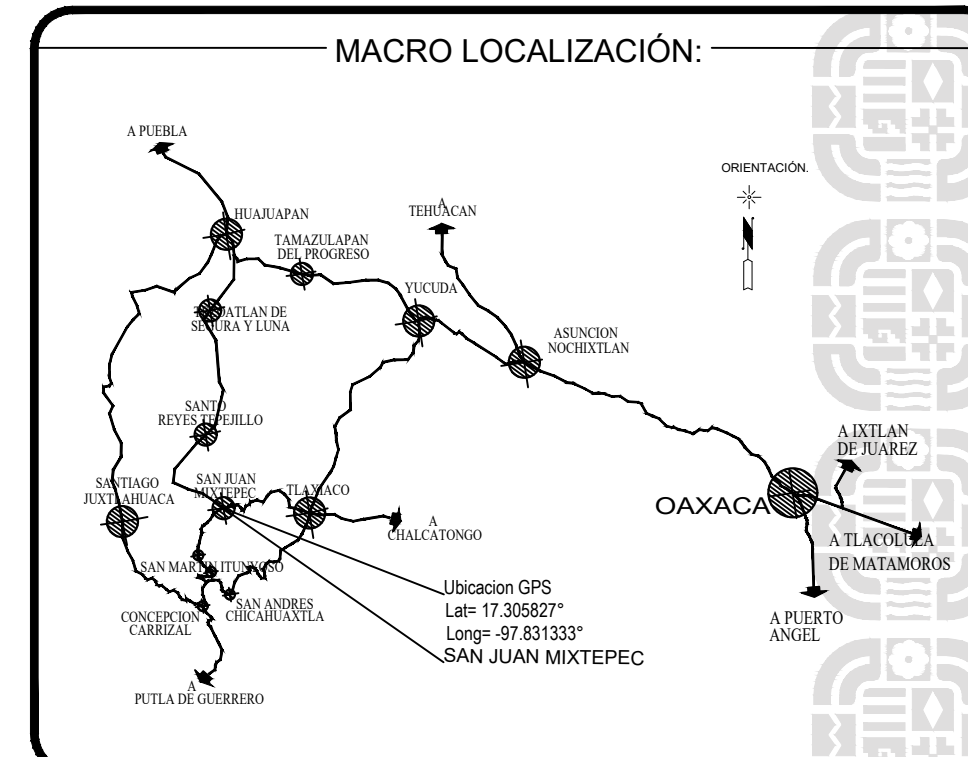 MACRO LOCALIZACIÓN:
A PUEBLA
ORIENTACIÓN.
HUAJUAPAN
A
TEHUACAN
TAMAZULAPAN
DEL PROGRESO
YUCUDA
DE
SEGURA Y LUNA
ASUNCION
NOCHIXTLAN
SANTO
REYES TEPEJILLO
A IXTLAN
DE JUAREZ
SANTIAGO
JUXTLAHUACA
SAN JUAN
MIXTEPEC
TLAXIACO
OAXACA
A
CHALCATONGO
A TLACOLULA
DE MATAMOROS
SAN MARTIN ITUNYOSO
Ubicacion GPS
Lat= 17.305827°
Long= -97.831333°
SAN JUAN MIXTEPEC
SAN ANDRES
CHICAHUAXTLA
CONCEPCION
CARRIZAL
A PUERTO
ANGEL
A
PUTLA DE GUERRERO